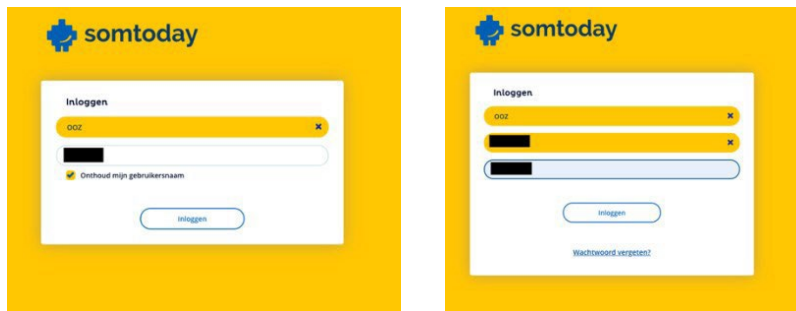 somtoday
Inloggen
ooz
Onthoud mijn gebruikersnaam
Inloggen
somtoday
Inloggen
ooz
Inloggen
Wachtwoord vergeten?